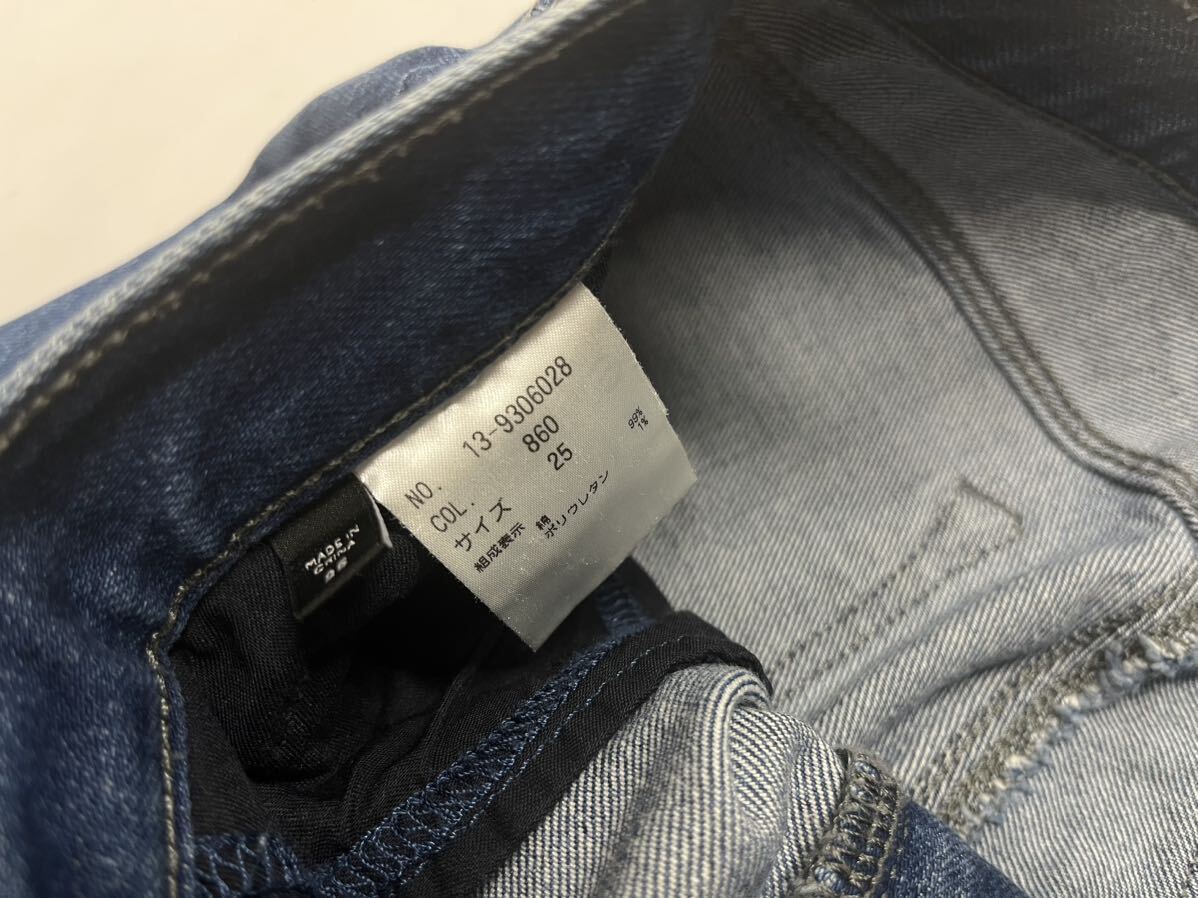 NO. 13-9306028
COL. 860
サイズ 25
組成表示 綿 99%
ポリウレタン 1%
MADE IN
CHINA